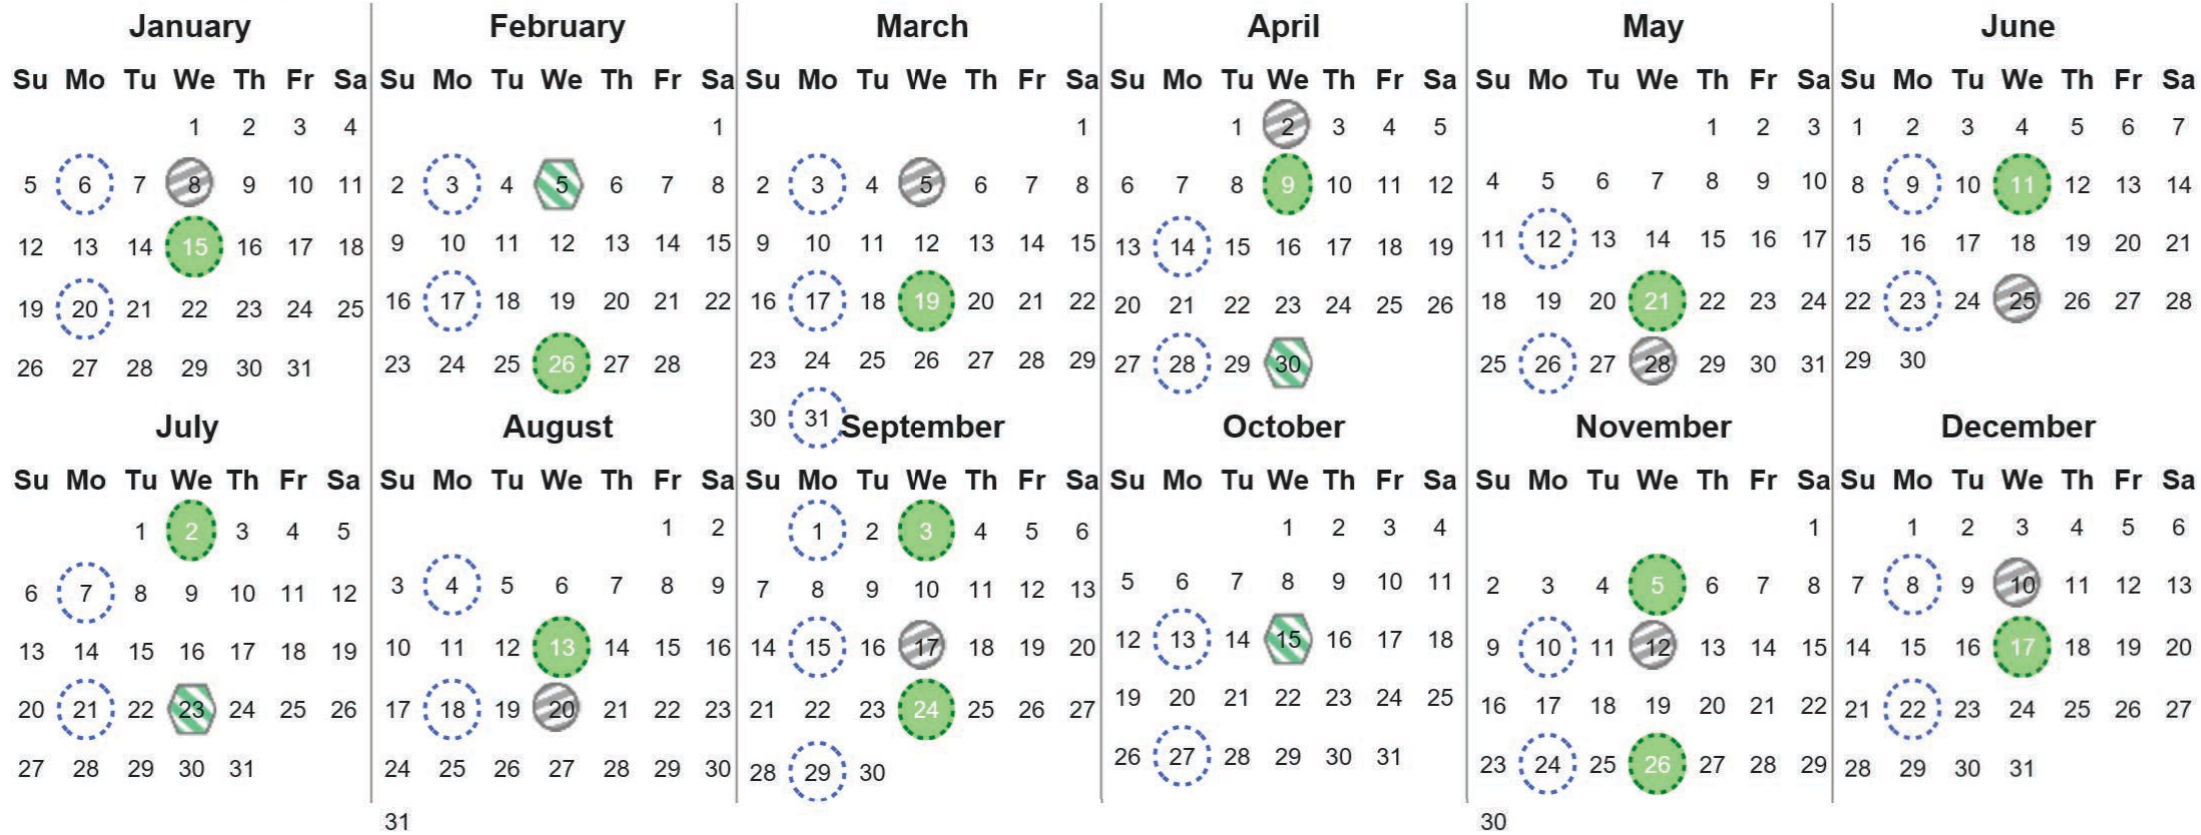 January
Su Mo Tu We Th Fr Sa
1 2 3 4
5 6 7 8 9 10 11
12 13 14 15 16 17 18
19 20 21 22 23 24 25
26 27 28 29 30 31
February
Su Mo Tu We Th Fr Sa
1
2 3 4 5 6 7 8
9 10 11 12 13 14 15
16 17 18 19 20 21 22
23 24 25 26 27 28
March
Su Mo Tu We Th Fr Sa
1
2 3 4 5 6 7 8
9 10 11 12 13 14 15
16 17 18 19 20 21 22
23 24 25 26 27 28 29
30 31
April
Su Mo Tu We Th Fr Sa
1 2 3 4 5
6 7 8 9 10 11 12
13 14 15 16 17 18 19
20 21 22 23 24 25 26
27 28 29 30
May
Su Mo Tu We Th Fr Sa
1 2 3
4 5 6 7 8 9 10
11 12 13 14 15 16 17
18 19 20 21 22 23 24
25 26 27 28 29 30 31
June
Su Mo Tu We Th Fr Sa
1 2 3 4 5 6 7
8 9 10 11 12 13 14
15 16 17 18 19 20 21
22 23 24 25 26 27 28
29 30
July
Su Mo Tu We Th Fr Sa
1 2 3 4 5
6 7 8 9 10 11 12
13 14 15 16 17 18 19
20 21 22 23 24 25 26
27 28 29 30 31
August
Su Mo Tu We Th Fr Sa
1 2
3 4 5 6 7 8 9
10 11 12 13 14 15 16
17 18 19 20 21 22 23
24 25 26 27 28 29 30
31
September
Su Mo Tu We Th Fr Sa
1 2 3 4 5 6
7 8 9 10 11 12 13
14 15 16 17 18 19 20
21 22 23 24 25 26 27
28 29 30
October
Su Mo Tu We Th Fr Sa
1 2 3 4
5 6 7 8 9 10 11
12 13 14 15 16 17 18
19 20 21 22 23 24 25
26 27 28 29 30 31
November
Su Mo Tu We Th Fr Sa
1
2 3 4 5 6 7 8
9 10 11 12 13 14 15
16 17 18 19 20 21 22
23 24 25 26 27 28 29
30
December
Su Mo Tu We Th Fr Sa
1 2 3 4 5 6
7 8 9 10 11 12 13
14 15 16 17 18 19 20
21 22 23 24 25 26 27
28 29 30 31